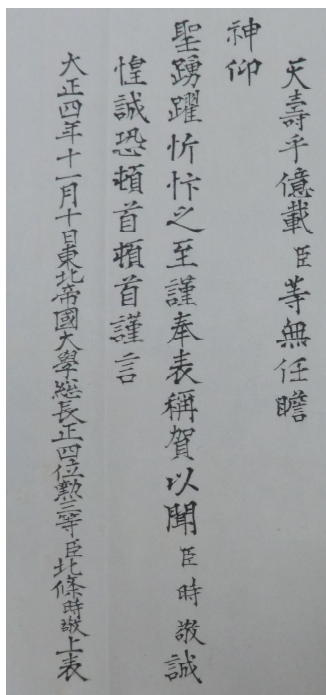 天壽乎億載臣等無任瞻
神仰
聖踴躍忻忭之至謹奉表稱賀以聞臣時敬誠
惶誠恐頓首頓首謹言
大正四年十一月十日東北帝國大學総長正四位勲三等臣北條時敬上表